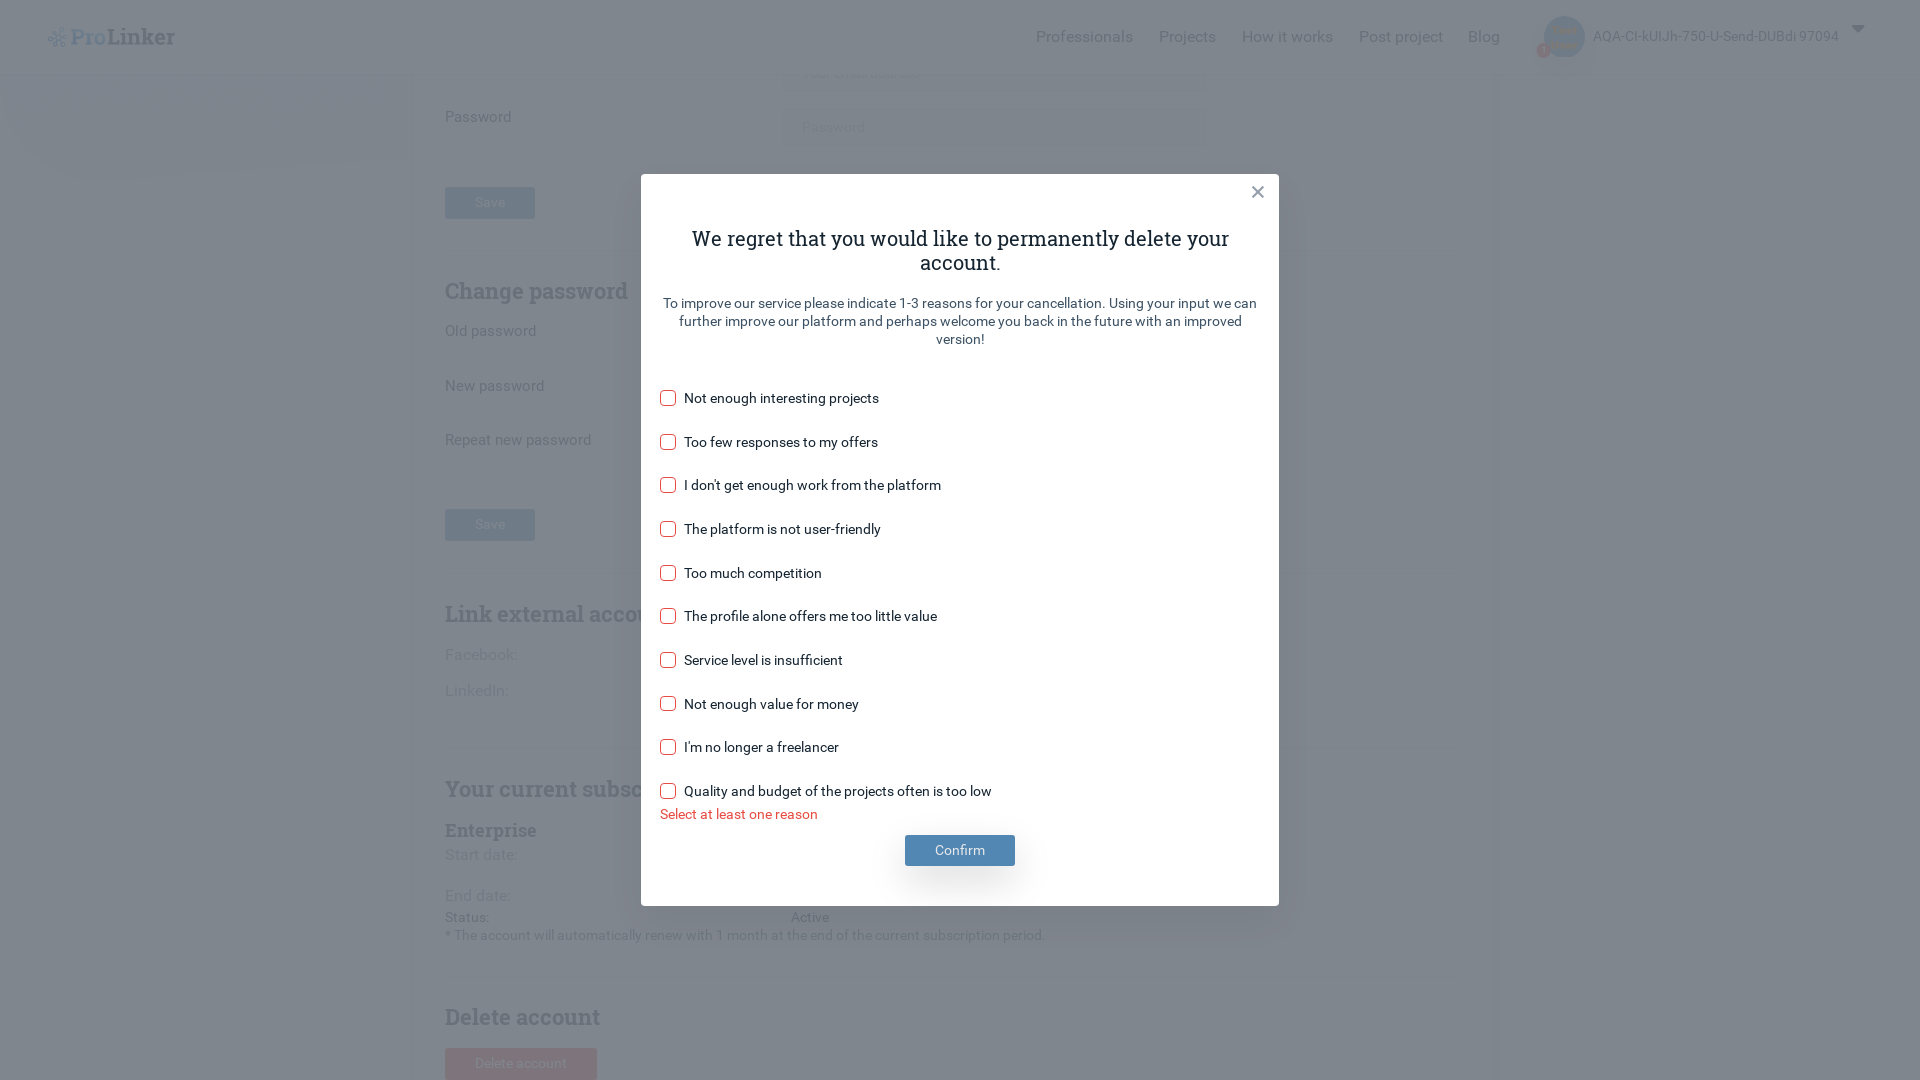 ProLinker
Professionals Projects How it works Post project Blog
AQA-CI-kUIJh-750-U-Send-DUBdi 97094
Password
Password
Save
Change password
Old password
New password
Repeat new password
Save
Link external accou
Facebook:
LinkedIn:
Your current subsc
Enterprise
Start date:
End date:
Status: Active
* The account will automatically renew with 1 month at the end of the current subscription period.
Delete account
Delete account
We regret that you would like to permanently delete your
account.
To improve our service please indicate 1-3 reasons for your cancellation. Using your input we can
further improve our platform and perhaps welcome you back in the future with an improved
version!
Not enough interesting projects
Too few responses to my offers
I don't get enough work from the platform
The platform is not user-friendly
Too much competition
The profile alone offers me too little value
Service level is insufficient
Not enough value for money
I'm no longer a freelancer
Quality and budget of the projects often is too low
Select at least one reason
Confirm